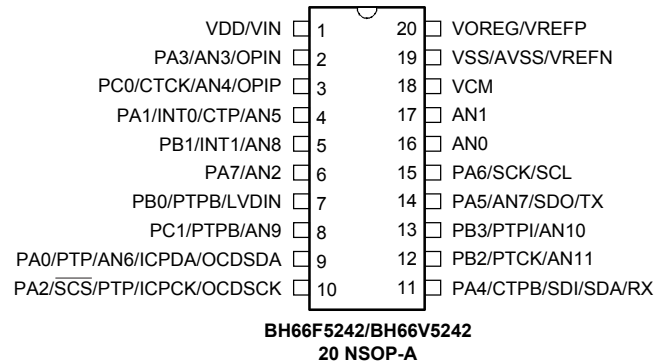 VDD/VIN 1 20 VOREG/VREFP
PA3/AN3/OPIN 2 19 VSS/AVSS/VREFN
PC0/CTCK/AN4/OPIP 3 18 VCM
PA1/INT0/CTP/AN5 4 17 AN1
PB1/INT1/AN8 5 16 AN0
PA7/AN2 6 15 PA6/SCK/SCL
PB0/PTPB/LVDIN 7 14 PA5/AN7/SDO/TX
PC1/PTPB/AN9 8 13 PB3/PTPI/AN10
PA0/PTP/AN6/ICPDA/OCDSDA 9 12 PB2/PTCK/AN11
PA2/SCS/PTP/ICPCK/OCDSCK 10 11 PA4/CTPB/SDI/SDA/RX
BH66F5242/BH66V5242
20 NSOP-A